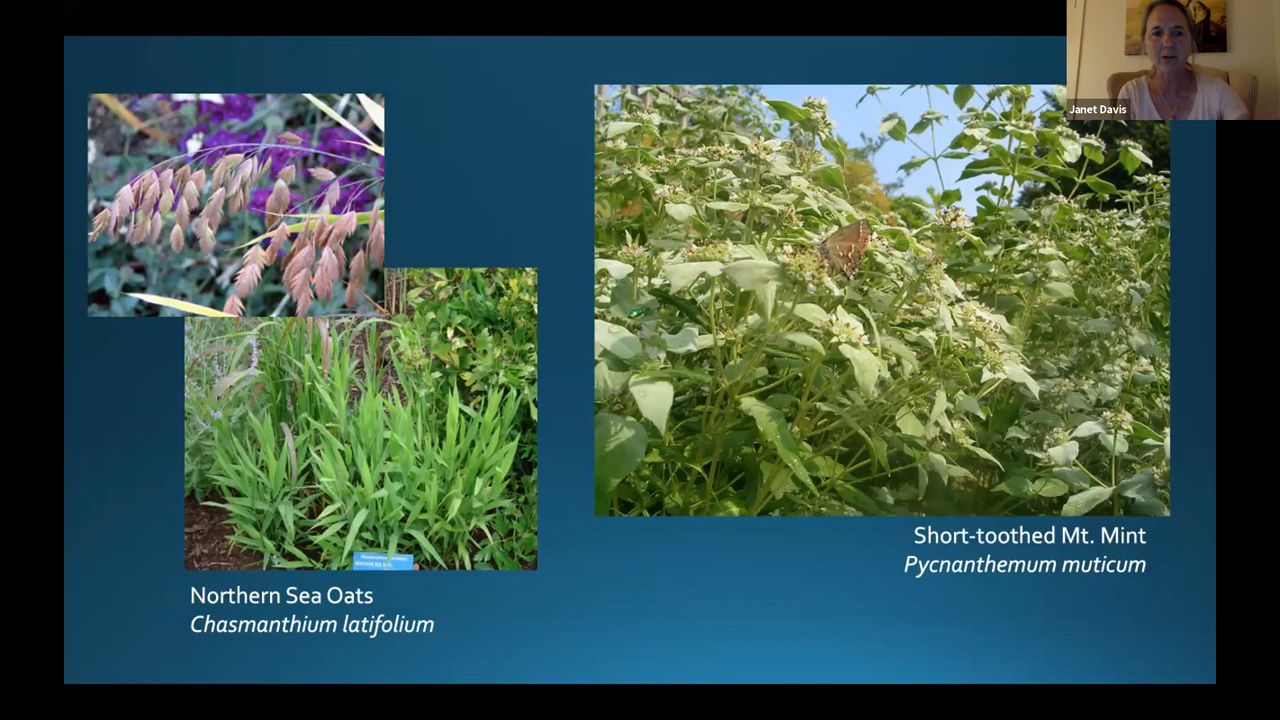 Janet Davis
Short-toothed Mt. Mint
Pycnanthemum muticum
Northern Sea Oats
Chasmanthium latifolium